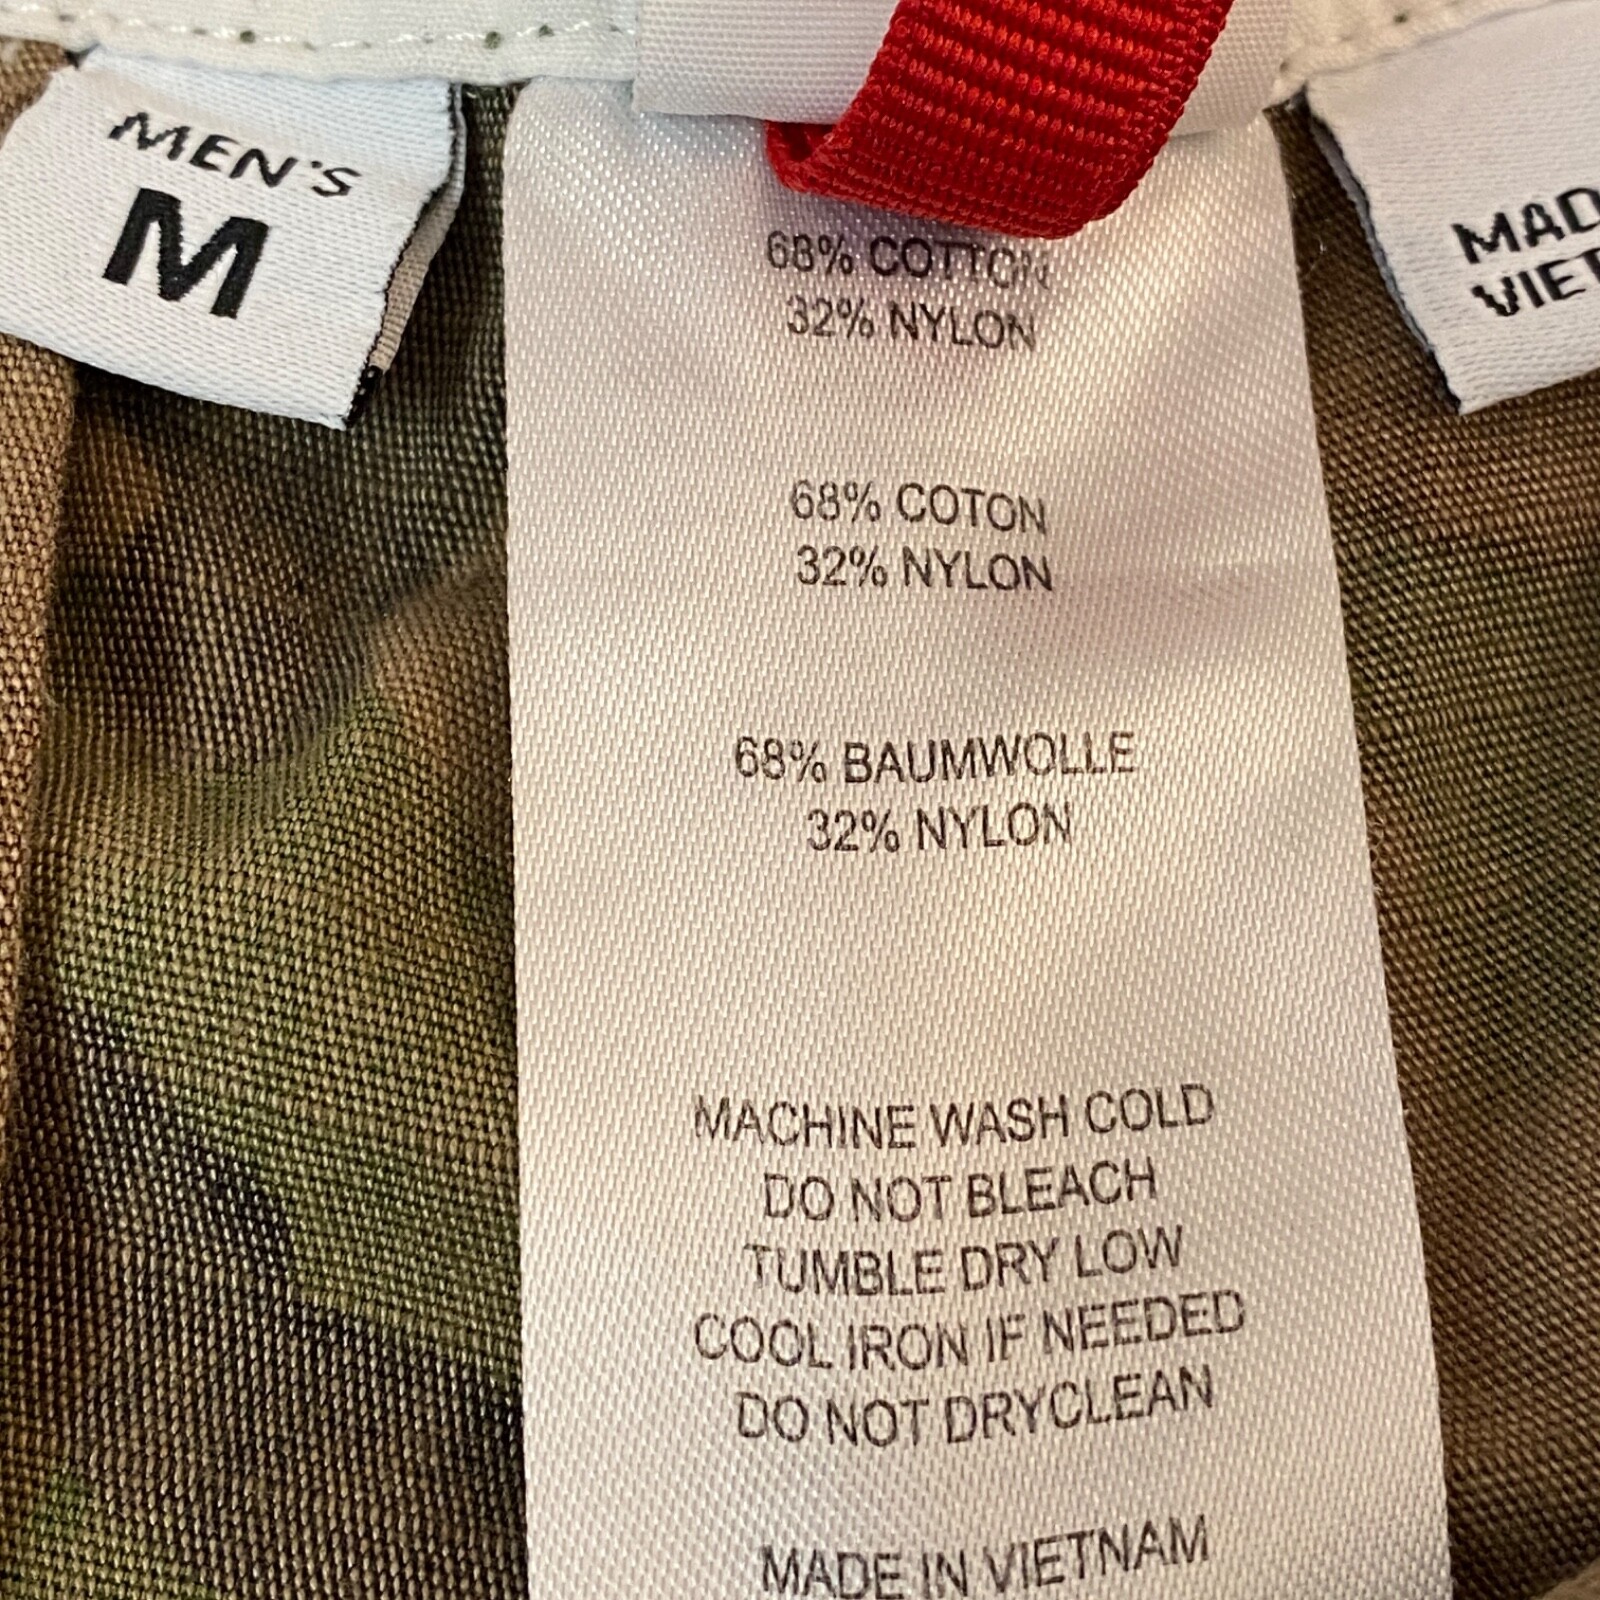 MEN'S
M
68% COTTON
32% NYLON
68% COTON
32% NYLON
68% BAUMWOLLE
32% NYLON
MACHINE WASH COLD
DO NOT BLEACH
TUMBLE DRY LOW
COOL IRON IF NEEDED
DO NOT DRYCLEAN
MADE IN VIETNAM